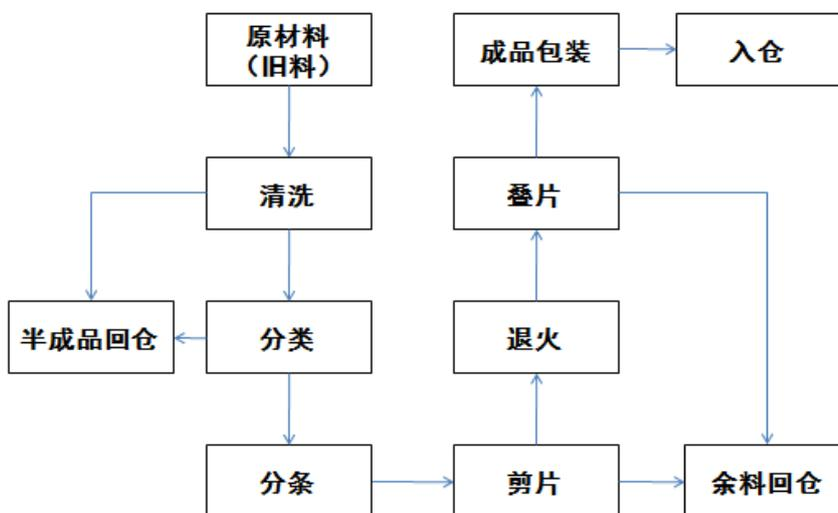 原材料
（旧料）
成品包装
入仓
清洗
叠片
半成品回仓
分类
退火
分条
剪片
余料回仓